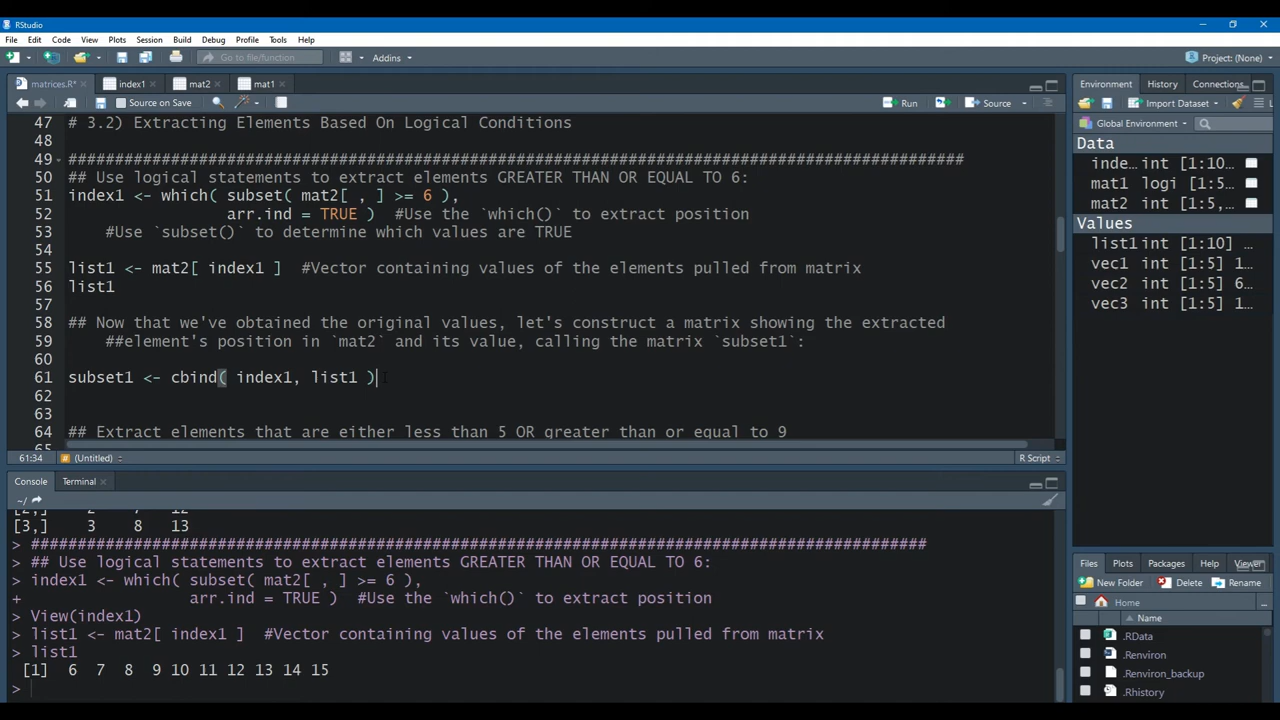 RStudio
File Edit Code View Plots Session Build Debug Profile Tools Help
Go to file/function Addins Project: (None)
matrices.R* index1 mat2 mat1
Source on Save Run Source
47 # 3.2) Extracting Elements Based On Logical Conditions
48
49 ################################################################################################
50 ## Use logical statements to extract elements GREATER THAN OR EQUAL TO 6:
51 index1 <- which( subset( mat2[ , ] >= 6 ),
52 arr.ind = TRUE ) #Use the `which()` to extract position
53 #Use `subset()` to determine which values are TRUE
54
55 list1 <- mat2[ index1 ] #Vector containing values of the elements pulled from matrix
56 list1
57
58 ## Now that we've obtained the original values, let's construct a matrix showing the extracted
59 ##element's position in `mat2` and its value, calling the matrix `subset1`:
60
61 subset1 <- cbind( index1, list1 )
62
63
64 ## Extract elements that are either less than 5 OR greater than or equal to 9
65
61:34 # (Untitled) R Script
Console Terminal
~/
[2,] 2 7 12
[3,] 3 8 13
> ################################################################################################
> ## Use logical statements to extract elements GREATER THAN OR EQUAL TO 6:
> index1 <- which( subset( mat2[ , ] >= 6 ),
+ arr.ind = TRUE ) #Use the `which()` to extract position
> View(index1)
> list1 <- mat2[ index1 ] #Vector containing values of the elements pulled from matrix
> list1
[1] 6 7 8 9 10 11 12 13 14 15
>
Environment History Connections
Import Dataset
Global Environment
Data
inde… int [1:10…
mat1 logi [1:5…
mat2 int [1:5,…
Values
list1 int [1:10] …
vec1 int [1:5] 1…
vec2 int [1:5] 6…
vec3 int [1:5] 1…
Files Plots Packages Help Viewer
New Folder Delete Rename
Home …
Name
.RData
.Renviron
.Renviron_backup
.Rhistory